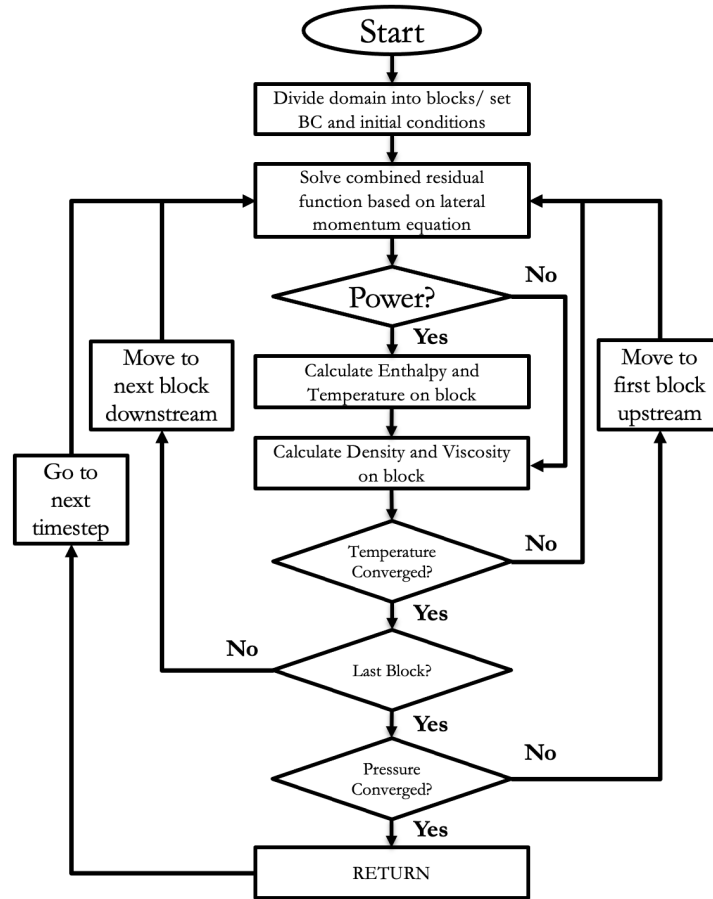 Start
Divide domain into blocks/ set
BC and initial conditions
Solve combined residual
function based on lateral
momentum equation
No
Power?
Yes
Move to
next block
downstream
Calculate Enthalpy and
Temperature on block
Move to
first block
upstream
Calculate Density and Viscosity
on block
Go to
next
timestep
Temperature
Converged?
No
Yes
No
Last Block?
Yes
No
Pressure
Converged?
Yes
RETURN